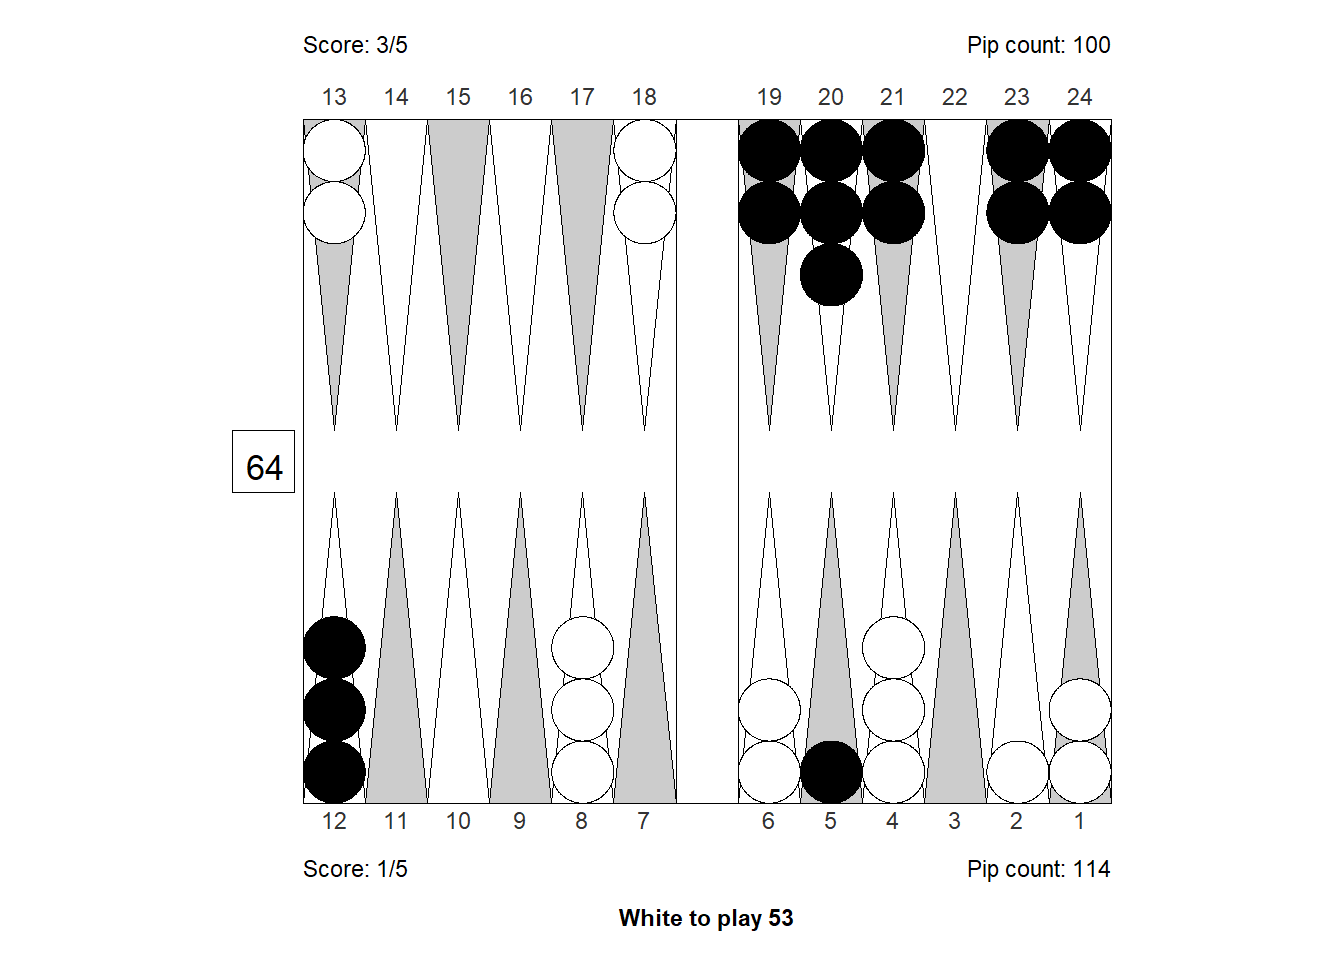 Score: 3/5 Pip count: 100
13 14 15 16 17 18 19 20 21 22 23 24
64
12 11 10 9 8 7 6 5 4 3 2 1
Score: 1/5 Pip count: 114
White to play 53